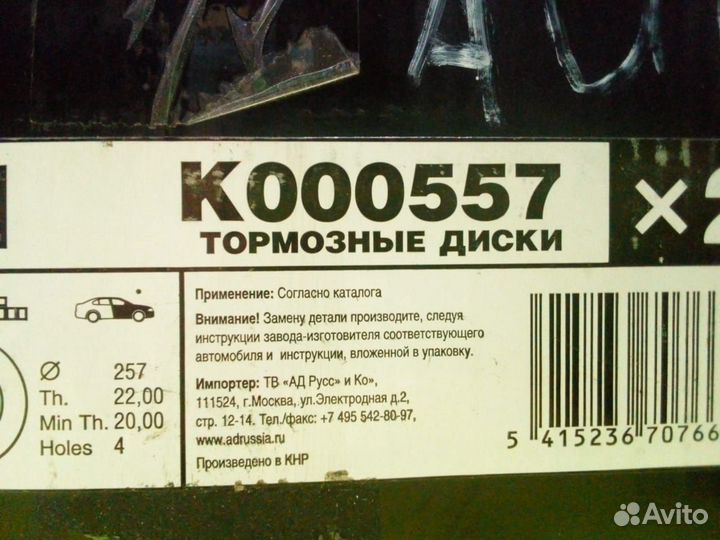 AU
K000557
×2
ТОРМОЗНЫЕ ДИСКИ
Применение: Согласно каталога
Внимание! Замену детали производите, следуя
инструкции завода-изготовителя соответствующего
автомобиля и инструкции, вложенной в упаковку.
Импортер: ТВ «АД Русс» и Ко»,
111524, г.Москва, ул.Электродная д.2,
стр. 12-14. Тел./факс: +7 495 542-80-97,
www.adrussia.ru
Произведено в КНР
Ø 257
Th. 22,00
Min Th. 20,00
Holes 4
5 415236 70766
Avito